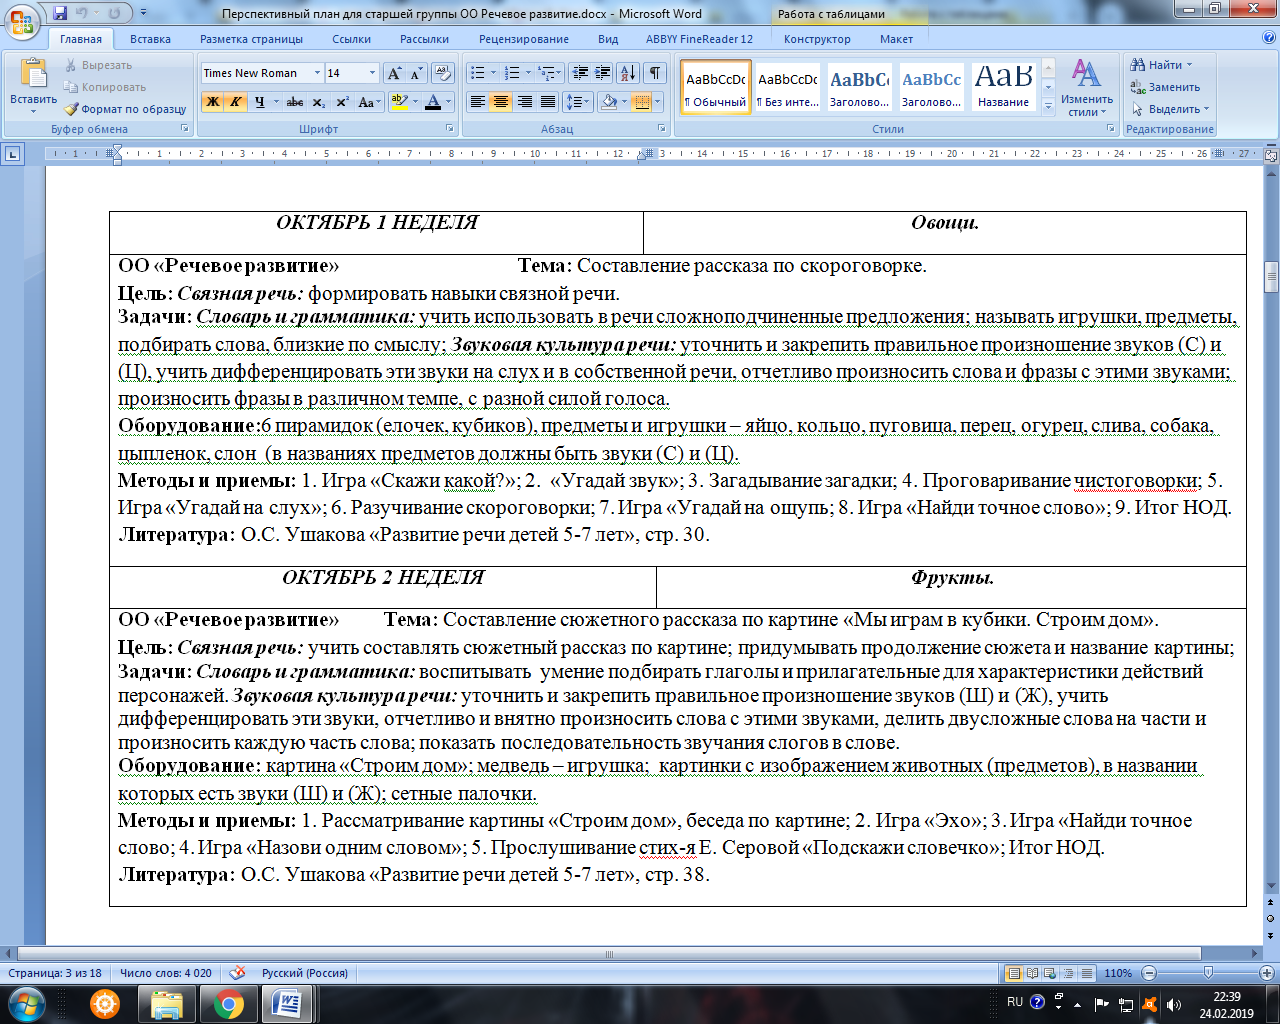 Перспективный план для старшей группы ОО Речевое развитие.docx - Microsoft Word
Работа с таблицами
Главная Вставка Разметка страницы Ссылки Рассылки Рецензирование Вид ABBYY FineReader 12 Конструктор Макет
Вставить
Вырезать
Копировать
Формат по образцу
Буфер обмена
Times New Roman 14
Ж К Ч abc x₂ x² Aa
Шрифт
Абзац
AaBbCcDc AaBbCcDc AaBbCc AaBbCc AaB
¶ Обычный ¶ Без инте... Заголово... Заголово... Название
Изменить стили
Стили
Найти
Заменить
Выделить
Редактирование
ОКТЯБРЬ 1 НЕДЕЛЯ Овощи.
ОО «Речевое развитие» Тема: Составление рассказа по скороговорке.
Цель: Связная речь: формировать навыки связной речи.
Задачи: Словарь и грамматика: учить использовать в речи сложноподчиненные предложения; называть игрушки, предметы,
подбирать слова, близкие по смыслу; Звуковая культура речи: уточнить и закрепить правильное произношение звуков (С) и
(Ц), учить дифференцировать эти звуки на слух и в собственной речи, отчетливо произносить слова и фразы с этими звуками;
произносить фразы в различном темпе, с разной силой голоса.
Оборудование:6 пирамидок (елочек, кубиков), предметы и игрушки – яйцо, кольцо, пуговица, перец, огурец, слива, собака,
цыпленок, слон (в названиях предметов должны быть звуки (С) и (Ц).
Методы и приемы: 1. Игра «Скажи какой?»; 2. «Угадай звук»; 3. Загадывание загадки; 4. Проговаривание чистоговорки; 5.
Игра «Угадай на слух»; 6. Разучивание скороговорки; 7. Игра «Угадай на ощупь; 8. Игра «Найди точное слово»; 9. Итог НОД.
Литература: О.С. Ушакова «Развитие речи детей 5-7 лет», стр. 30.
ОКТЯБРЬ 2 НЕДЕЛЯ Фрукты.
ОО «Речевое развитие» Тема: Составление сюжетного рассказа по картине «Мы играм в кубики. Строим дом».
Цель: Связная речь: учить составлять сюжетный рассказ по картине; придумывать продолжение сюжета и название картины;
Задачи: Словарь и грамматика: воспитывать умение подбирать глаголы и прилагательные для характеристики действий
персонажей. Звуковая культура речи: уточнить и закрепить правильное произношение звуков (Ш) и (Ж), учить
дифференцировать эти звуки, отчетливо и внятно произносить слова с этими звуками, делить двусложные слова на части и
произносить каждую часть слова; показать последовательность звучания слогов в слове.
Оборудование: картина «Строим дом»; медведь – игрушка; картинки с изображением животных (предметов), в названии
которых есть звуки (Ш) и (Ж); сетные палочки.
Методы и приемы: 1. Рассматривание картины «Строим дом», беседа по картине; 2. Игра «Эхо»; 3. Игра «Найди точное
слово; 4. Игра «Назови одним словом»; 5. Прослушивание стих-я Е. Серовой «Подскажи словечко»; Итог НОД.
Литература: О.С. Ушакова «Развитие речи детей 5-7 лет», стр. 38.
Страница: 3 из 18 Число слов: 4 020 Русский (Россия) 110%
RU 22:39
24.02.2019